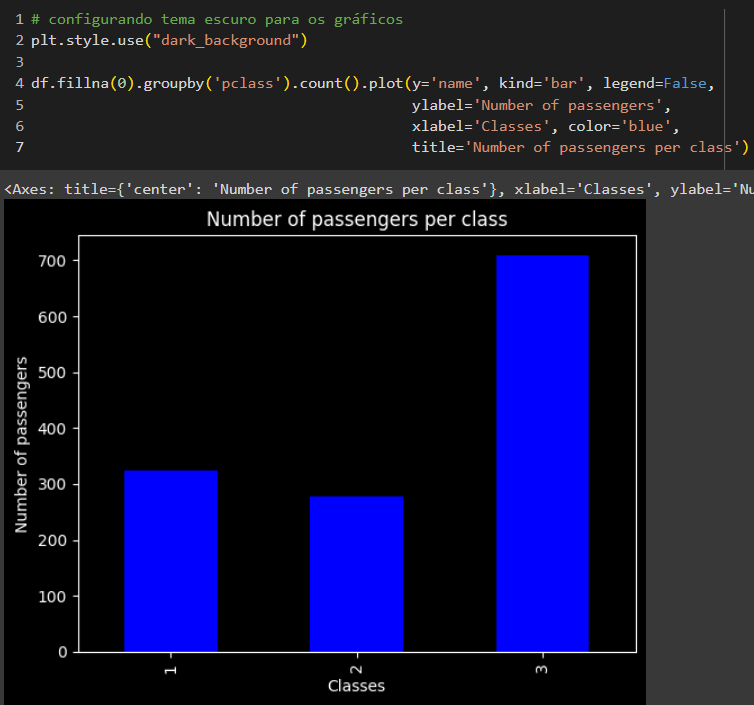 1 # configurando tema escuro para os gráficos
2 plt.style.use("dark_background")
3
4 df.fillna(0).groupby('pclass').count().plot(y='name', kind='bar', legend=False,
5 ylabel='Number of passengers',
6 xlabel='Classes', color='blue',
7 title='Number of passengers per class')
<Axes: title={'center': 'Number of passengers per class'}, xlabel='Classes', ylabel='Nu
Number of passengers per class
Number of passengers
700
600
500
400
300
200
100
0
1 2 3
Classes